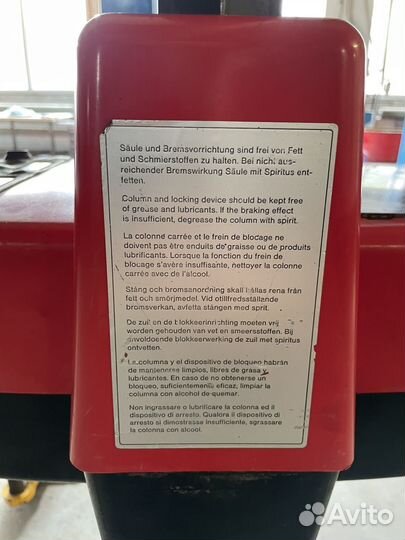 Säule und Bremsvorrichtung sind frei von Fett
und Schmierstoffen zu halten. Bei nicht aus-
reichender Bremswirkung Säule mit Spiritus ent-
fetten.
Column and locking device should be kept free
of grease and lubricants. If the braking effect
is insufficient, degrease the column with spirit.
La colonne carrée et le frein de blocage ne
doivent pas être enduits de graisse ou de produits
lubrificants. Lorsque la fonction du frein de
blocage s'avère insuffisante, nettoyer la colonne
carrée avec de l'alcool.
Stång och bromsanordning skall hållas rena från
fett och smörjmedel. Vid otillfredsställande
bromsverkan, avfetta stången med sprit.
De zuil en de blokkeerinrichting moeten vrij
worden gehouden van vet en smeersstoffen. Bij
onvoldoende blokkeerwerking de zuil met spiritus
ontvetten.
La columna y el dispositivo de bloqueo habrán
de mantenerse limpios, libres de grasa y
lubricantes. En caso de no obtenerse un
bloqueo, suficientemente eficaz, limpiar la
columna con alcohol de quemar.
Non ingrassare o lubrificare la colonna ed il
dispositivo di arresto. Qualora il dispositivo di
arresto si dimostrasse insufficiente, sgrassare
la colonna con alcool.
Avito